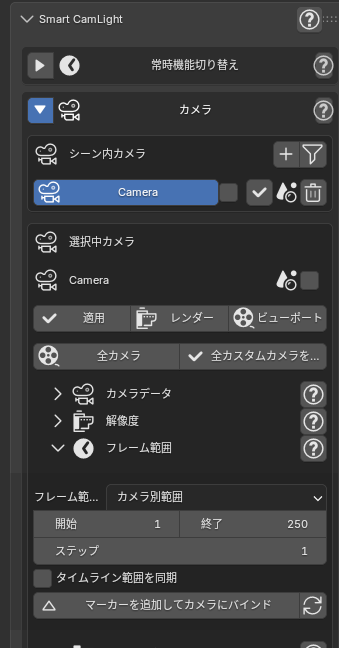 Smart CamLight
常時機能切り替え
カメラ
シーン内カメラ
Camera
選択中カメラ
Camera
適用 レンダー ビューポート
全カメラ 全カスタムカメラを...
カメラデータ
解像度
フレーム範囲
フレーム範... カメラ別範囲
開始 1 終了 250
ステップ 1
タイムライン範囲を同期
マーカーを追加してカメラにバインド